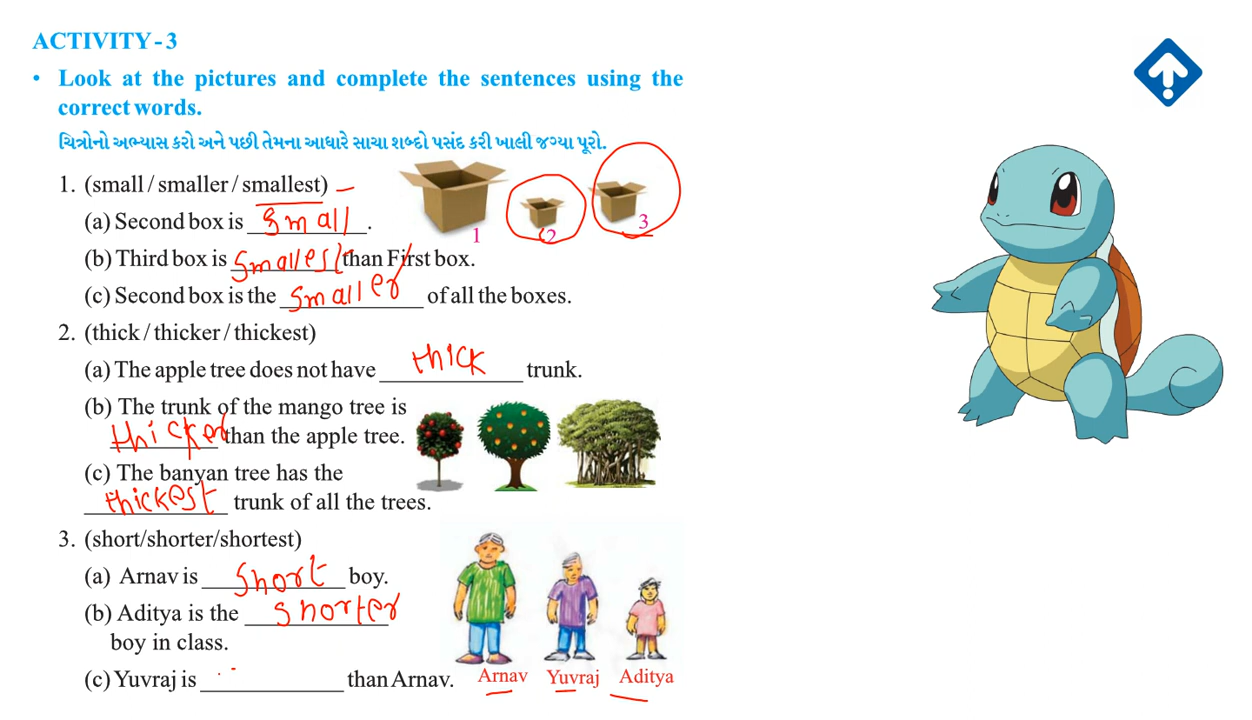 ACTIVITY - 3
• Look at the pictures and complete the sentences using the
correct words.
ચિત્રોનો અભ્યાસ કરો અને પછી તેમના આધારે સાચા શબ્દો પસંદ કરી ખાલી જગ્યા પૂરો.
1. (small / smaller / smallest)
(a) Second box is small.
(b) Third box is smallest than First box.
(c) Second box is the smaller of all the boxes.
1 2 3
2. (thick / thicker / thickest)
(a) The apple tree does not have thick trunk.
(b) The trunk of the mango tree is
thicker than the apple tree.
(c) The banyan tree has the
thickest trunk of all the trees.
3. (short/shorter/shortest)
(a) Arnav is short boy.
(b) Aditya is the shorter
boy in class.
(c) Yuvraj is ______ than Arnav.
Arnav Yuvraj Aditya